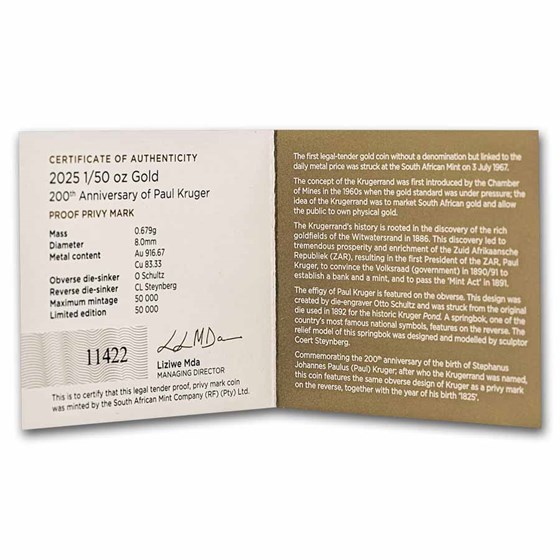 CERTIFICATE OF AUTHENTICITY
2025 1/50 oz Gold
200th Anniversary of Paul Kruger
PROOF PRIVY MARK
Mass 0.679g
Diameter 8.0mm
Metal content Au 916.67
Cu 83.33
Obverse die-sinker O Schultz
Reverse die-sinker CL Steynberg
Maximum mintage 50 000
Limited edition 50 000
11422
Liziwe Mda
MANAGING DIRECTOR
This is to certify that this legal tender proof, privy mark coin
was minted by the South African Mint Company (RF) (Pty) Ltd.
The first legal-tender gold coin without a denomination but linked to the
daily metal price was struck at the South African Mint on 3 July 1967.
The concept of the Krugerrand was first introduced by the Chamber
of Mines in the 1960s when the gold standard was under pressure; the
idea of the Krugerrand was to market South African gold and allow
the public to own physical gold.
The Krugerrand's history is rooted in the discovery of the rich
goldfields of the Witwatersrand in 1886. This discovery led to
tremendous prosperity and enrichment of the Zuid Afrikaansche
Republiek (ZAR), resulting in the first President of the ZAR, Paul
Kruger, to convince the Volksraad (government) in 1890/91 to
establish a bank and a mint, and to pass the 'Mint Act' in 1891.
The effigy of Paul Kruger is featured on the obverse. This design was
created by die-engraver Otto Schultz and was struck from the original
die used in 1892 for the historic Kruger Pond. A springbok, one of the
country's most famous national symbols, features on the reverse. The
relief model of this springbok was designed and modelled by sculptor
Coert Steynberg.
Commemorating the 200th anniversary of the birth of Stephanus
Johannes Paulus (Paul) Kruger; after who the Krugerrand was named,
this coin features the same obverse design of Kruger as a privy mark
on the reverse, together with the year of his birth '1825'.